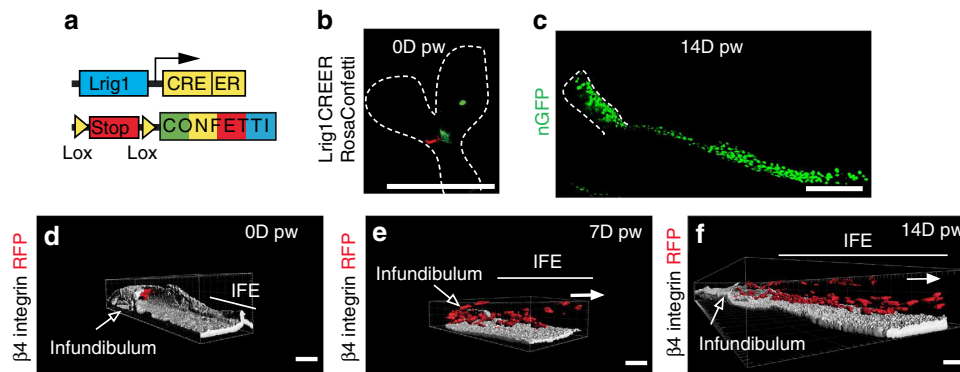 a
Lrig1
CRE ER
Stop
CONFETTI
Lox
Lox
b
0D pw
Lrig1CREER
RosaConfetti
c
14D pw
nGFP
d
0D pw
β4 integrin RFP
IFE
Infundibulum
e
7D pw
β4 integrin RFP
IFE
Infundibulum
f
14D pw
β4 integrin RFP
IFE
Infundibulum